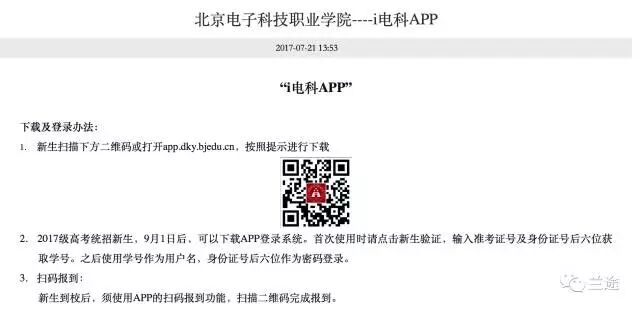 北京电子科技职业学院----i电科APP
2017-07-21 13:53
“i电科APP”
下载及登录办法：
1. 新生扫描下方二维码或打开app.dky.bjedu.cn，按照提示进行下载
2. 2017级高考统招新生，9月1日后，可以下载APP登录系统。首次使用时请点击新生验证，输入准考证号及身份证号后六位获
取学号。之后使用学号作为用户名，身份证号后六位作为密码登录。
3. 扫码报到：
新生到校后，须使用APP的扫码报到功能，扫描二维码完成报到。
兰途